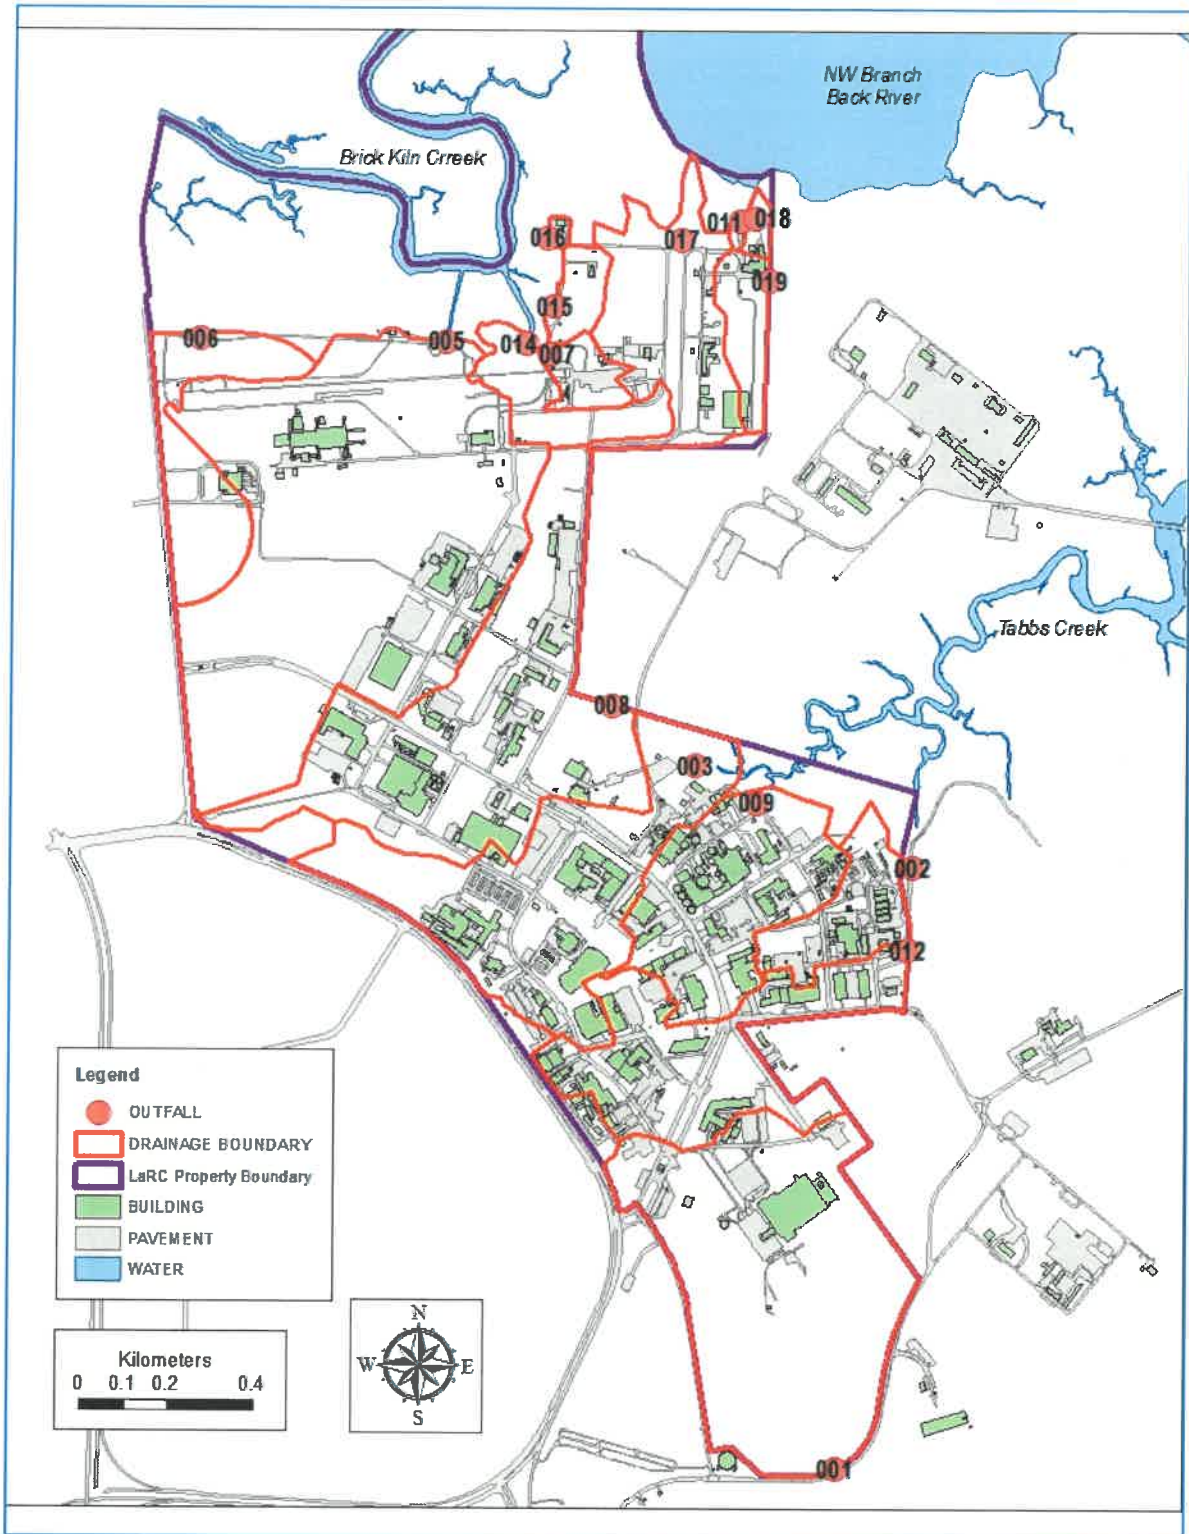 NW Branch
Back River
Brick Kiln Crreek
016
017
011
018
019
015
006
005
014
007
Tabbs Creek
008
003
009
002
012
Legend
OUTFALL
DRAINAGE BOUNDARY
LaRC Property Boundary
BUILDING
PAVEMENT
WATER
Kilometers
0 0.1 0.2 0.4
N
W E
S
001